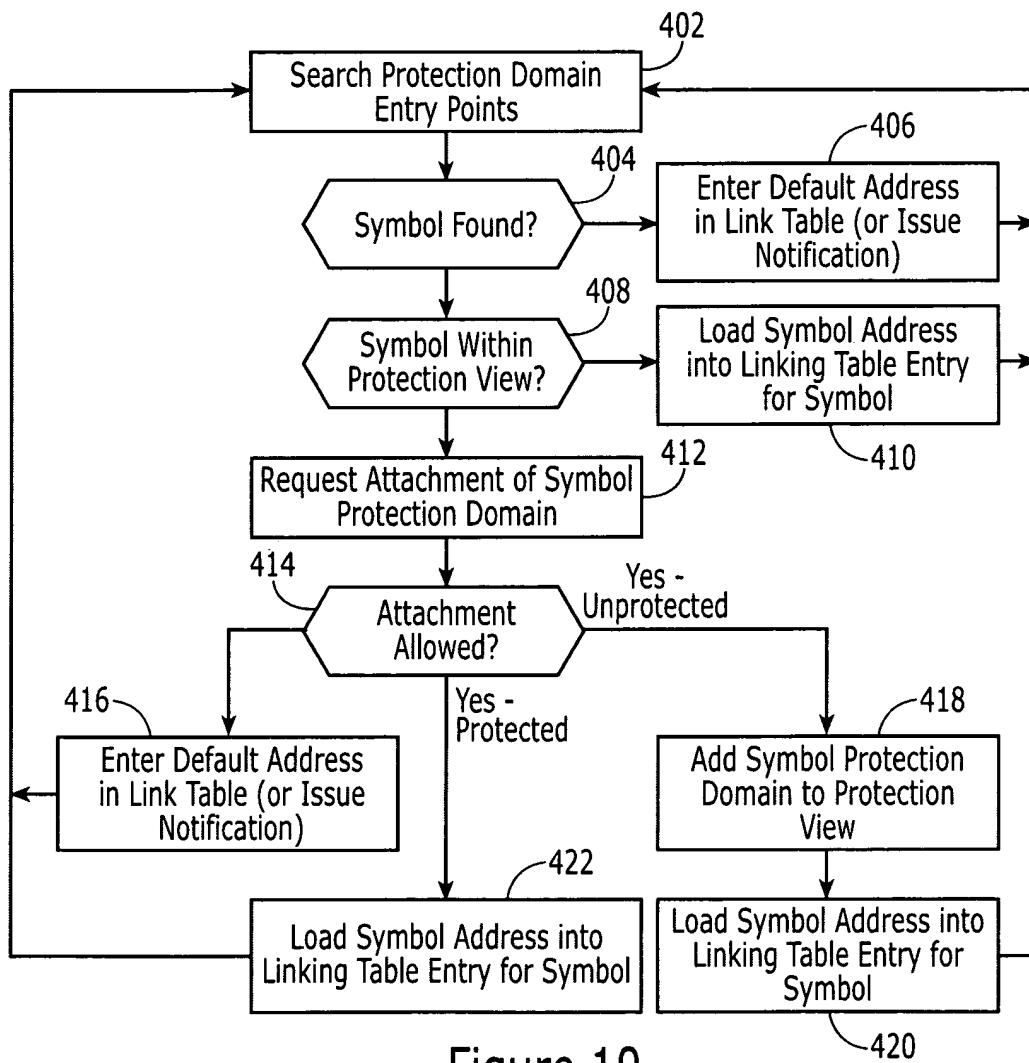 402
Search Protection Domain
Entry Points
404
Symbol Found?
406
Enter Default Address
in Link Table (or Issue
Notification)
408
Symbol Within
Protection View?
Load Symbol Address
into Linking Table Entry
for Symbol
410
Request Attachment of Symbol
Protection Domain
412
414
Attachment
Allowed?
Yes -
Unprotected
Yes -
Protected
416
Enter Default Address
in Link Table (or Issue
Notification)
418
Add Symbol Protection
Domain to Protection
View
422
Load Symbol Address into
Linking Table Entry for Symbol
Load Symbol Address into
Linking Table Entry for
Symbol
420